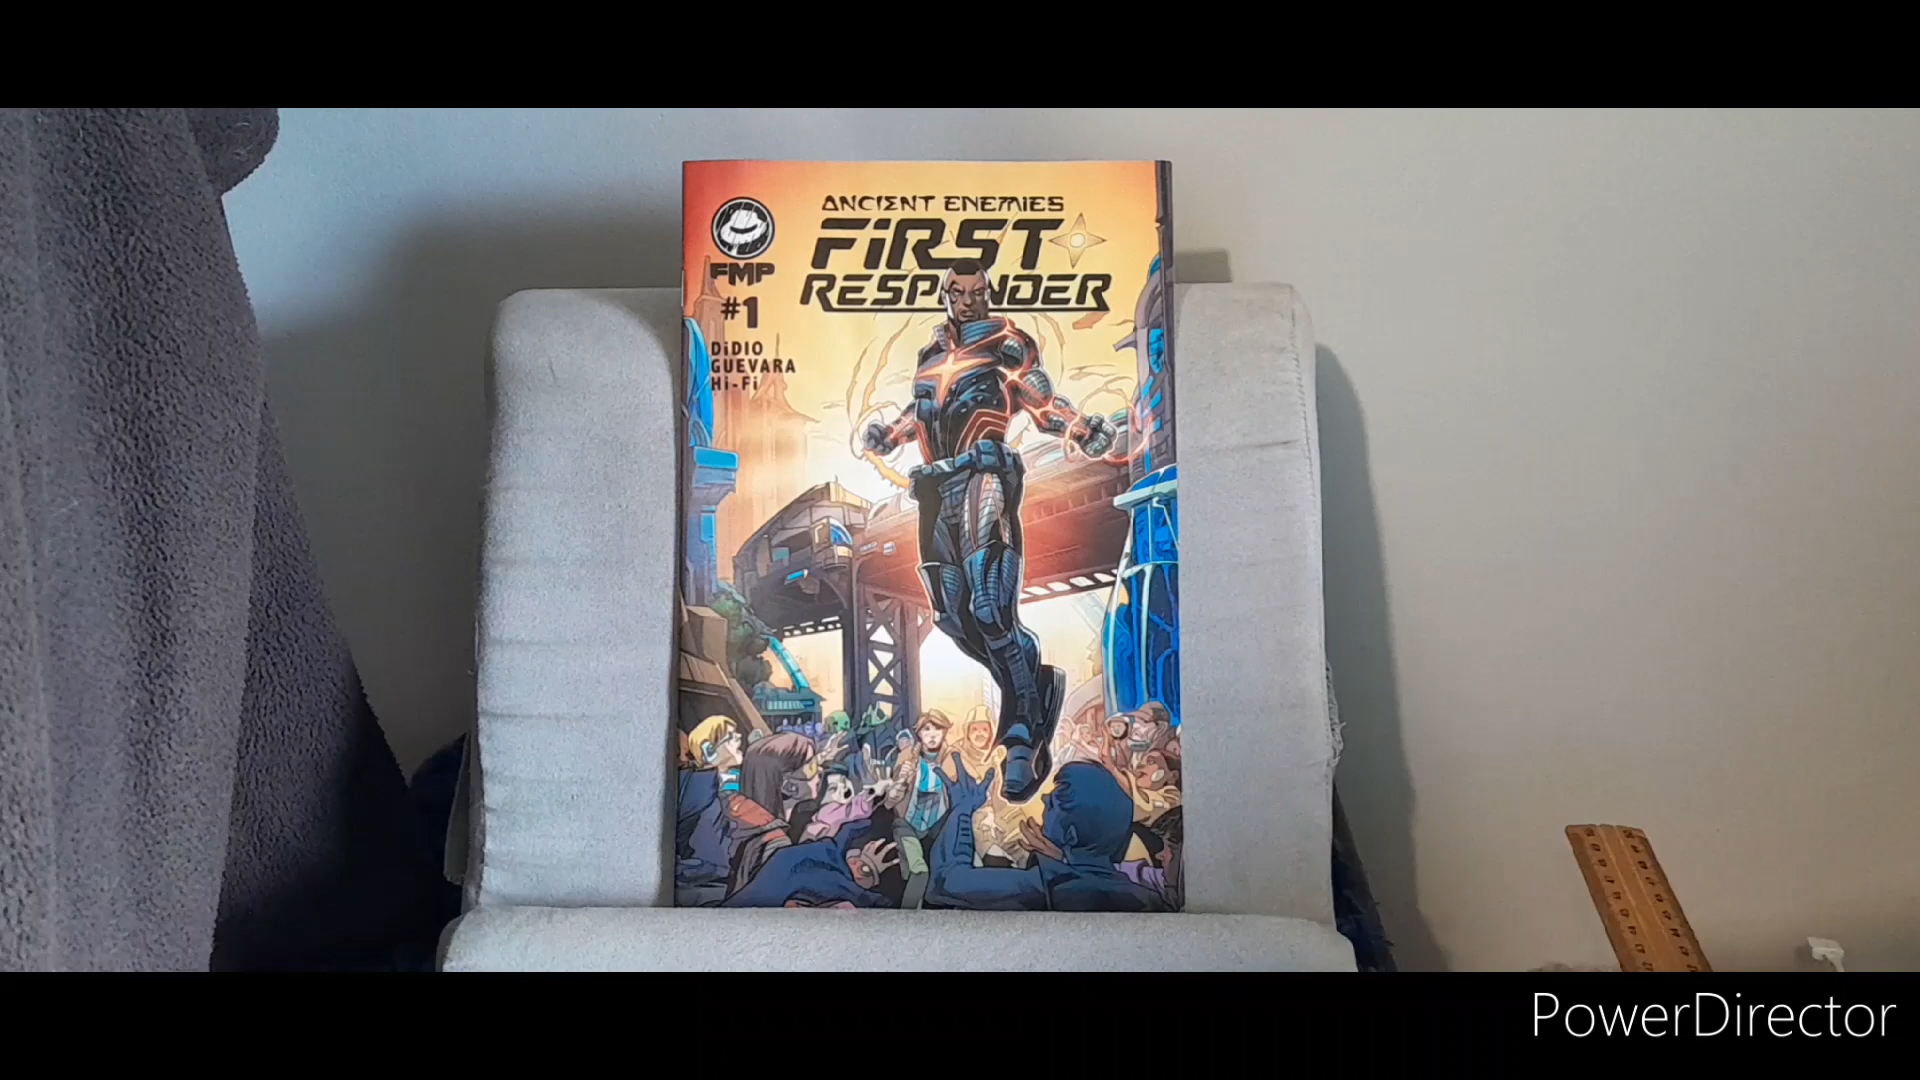 ANCIENT ENEMIES
FiRST
RESPONDER
FMP
#1
DiDIO
GUEVARA
Hi-Fi
PowerDirector